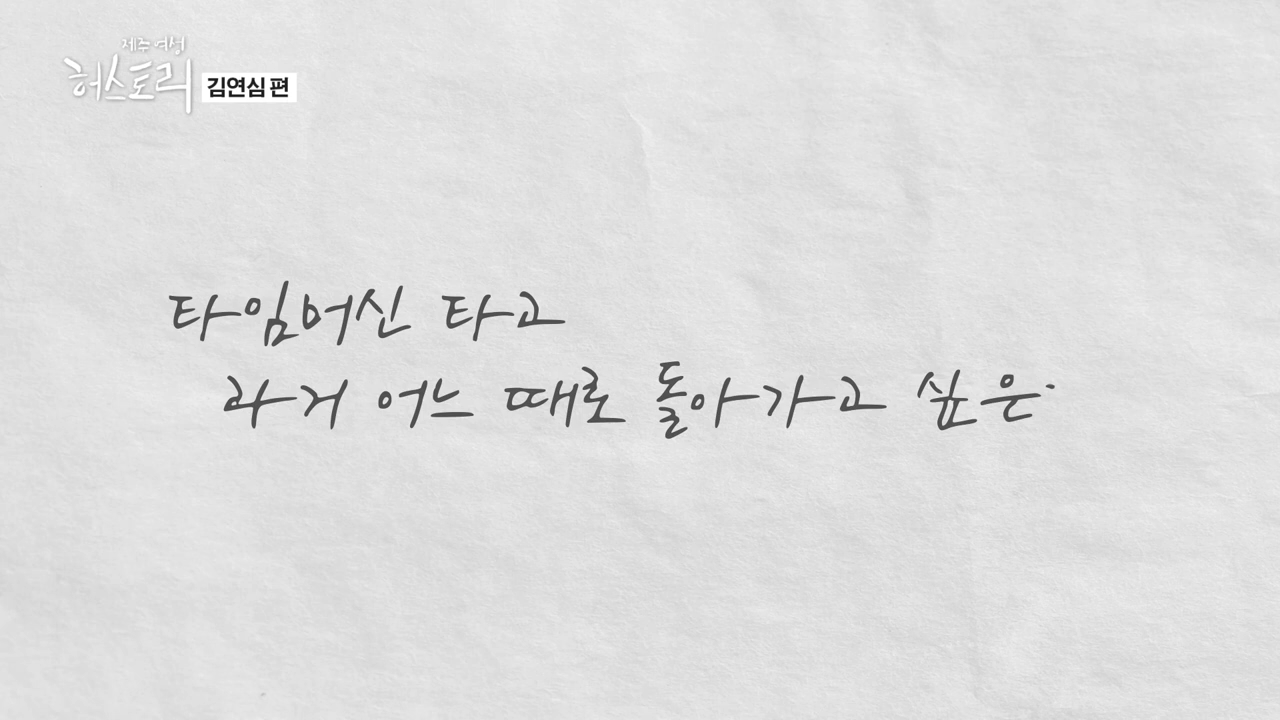 제주 여성
허스토리 김연심 편
타임머신 타고
과거 어느 때로 돌아가고 싶은